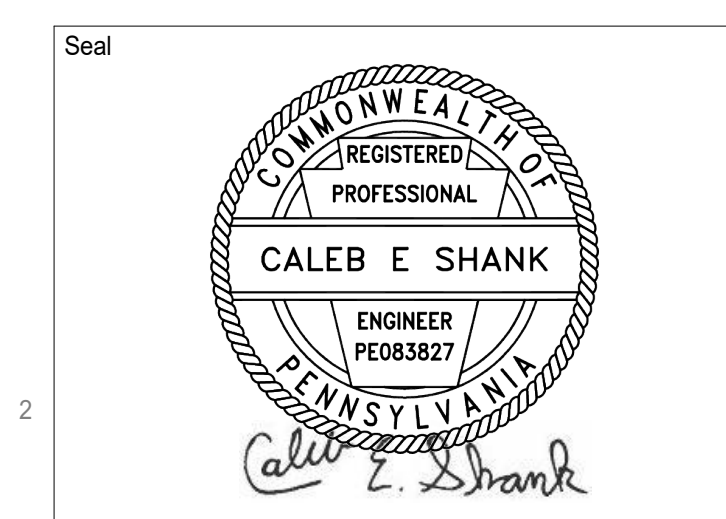 Seal
COMMONWEALTH OF
REGISTERED
PROFESSIONAL
CALEB E SHANK
ENGINEER
PE083827
PENNSYLVANIA
2
Caleb E. Shank